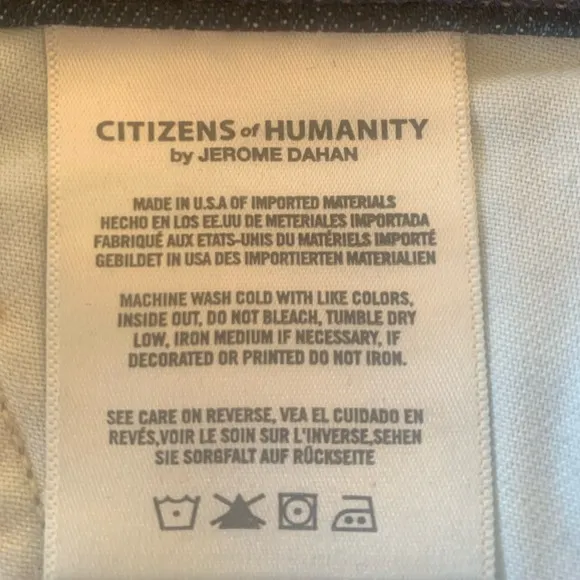 CITIZENS of HUMANITY
by JEROME DAHAN
MADE IN U.S.A OF IMPORTED MATERIALS
HECHO EN LOS EE.UU DE METERIALES IMPORTADA
FABRIQUÉ AUX ETATS-UNIS DU MATÉRIELS IMPORTÉ
GEBILDET IN USA DES IMPORTIERTEN MATERIALIEN
MACHINE WASH COLD WITH LIKE COLORS,
INSIDE OUT, DO NOT BLEACH, TUMBLE DRY
LOW, IRON MEDIUM IF NECESSARY, IF
DECORATED OR PRINTED DO NOT IRON.
SEE CARE ON REVERSE, VEA EL CUIDADO EN
REVÉS,VOIR LE SOIN SUR L'INVERSE,SEHEN
SIE SORGFALT AUF RÜCKSEITE